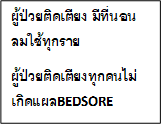 ผู้ป่วยติดเตียง มีที่นอน
ลมใช้ทุกราย
ผู้ป่วยติดเตียงทุกคนไม่
เกิดแผลBEDSORE